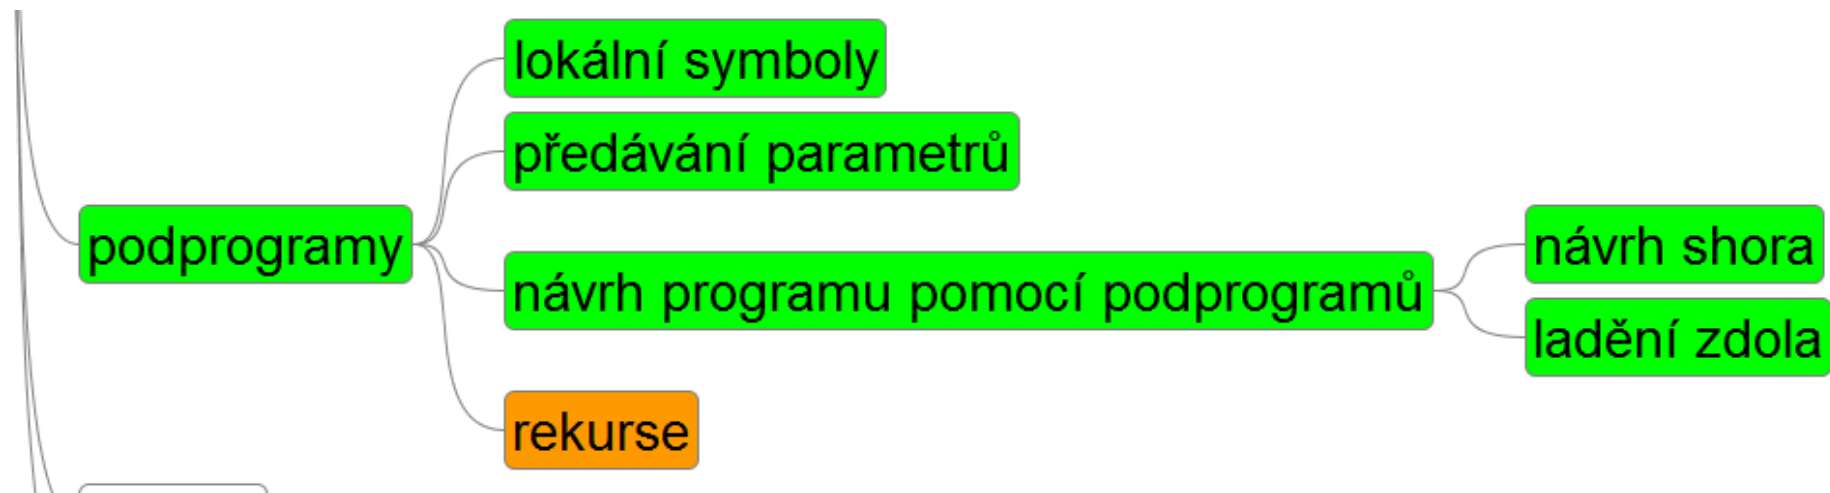 lokální symboly
předávání parametrů
podprogramy
návrh programu pomocí podprogramů
návrh shora
ladění zdola
rekurse